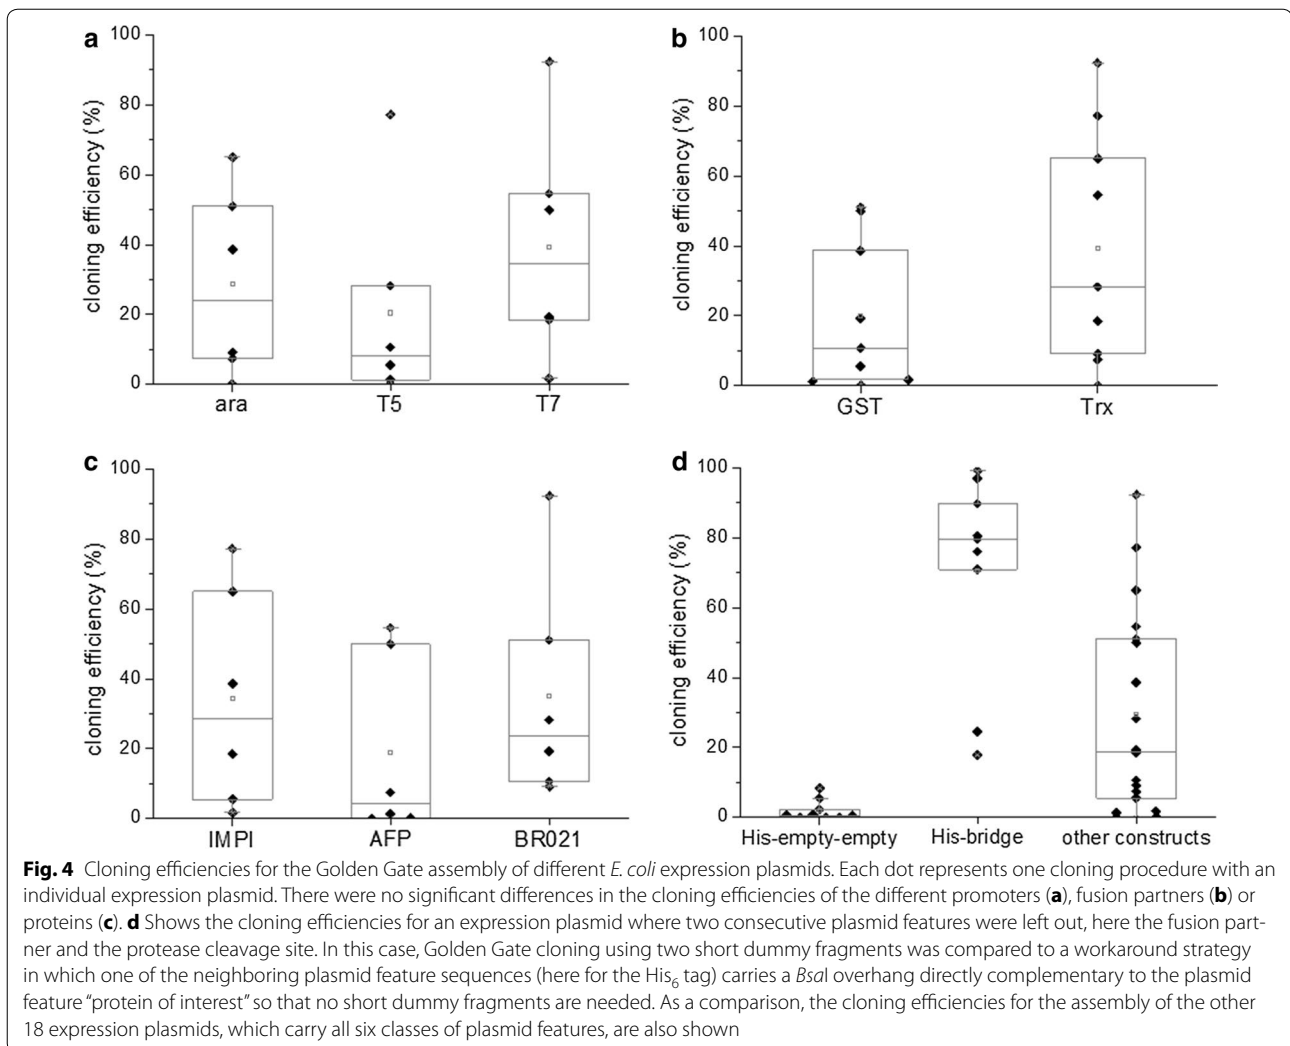 a
cloning efficiency (%)
100
80
60
40
20
0
ara T5 T7
b
cloning efficiency (%)
100
80
60
40
20
0
GST Trx
c
cloning efficiency (%)
100
80
60
40
20
0
IMPI AFP BR021
d
cloning efficiency (%)
100
80
60
40
20
0
His-empty-empty His-bridge other constructs
Fig. 4 Cloning efficiencies for the Golden Gate assembly of different E. coli expression plasmids. Each dot represents one cloning procedure with an
individual expression plasmid. There were no significant differences in the cloning efficiencies of the different promoters (a), fusion partners (b) or
proteins (c). d Shows the cloning efficiencies for an expression plasmid where two consecutive plasmid features were left out, here the fusion part-
ner and the protease cleavage site. In this case, Golden Gate cloning using two short dummy fragments was compared to a workaround strategy
in which one of the neighboring plasmid feature sequences (here for the His₆ tag) carries a BsaI overhang directly complementary to the plasmid
feature “protein of interest” so that no short dummy fragments are needed. As a comparison, the cloning efficiencies for the assembly of the other
18 expression plasmids, which carry all six classes of plasmid features, are also shown